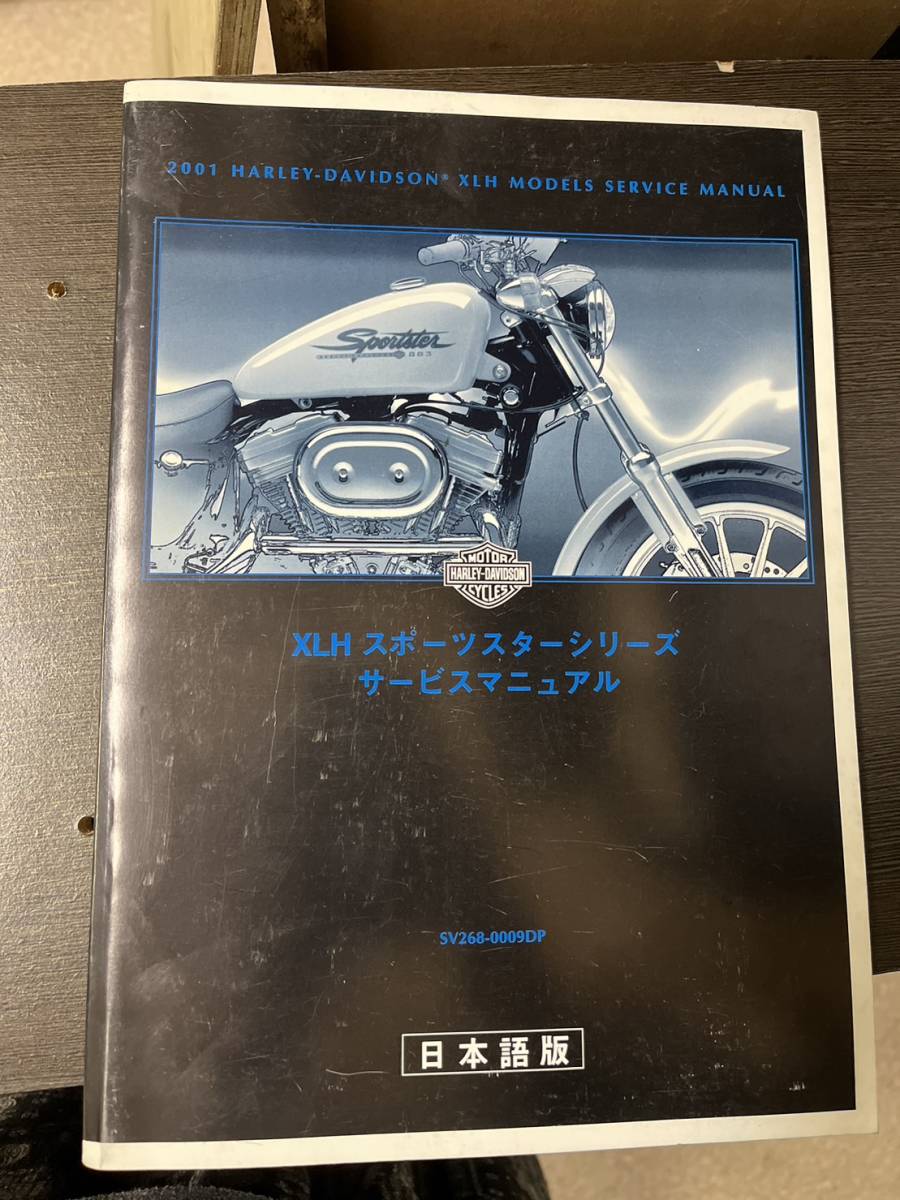 2001 HARLEY-DAVIDSON® XLH MODELS SERVICE MANUAL
Sportster
883
MOTOR
HARLEY-DAVIDSON
CYCLES
XLH スポーツスターシリーズ
サービスマニュアル
SV268-0009DP
日本語版